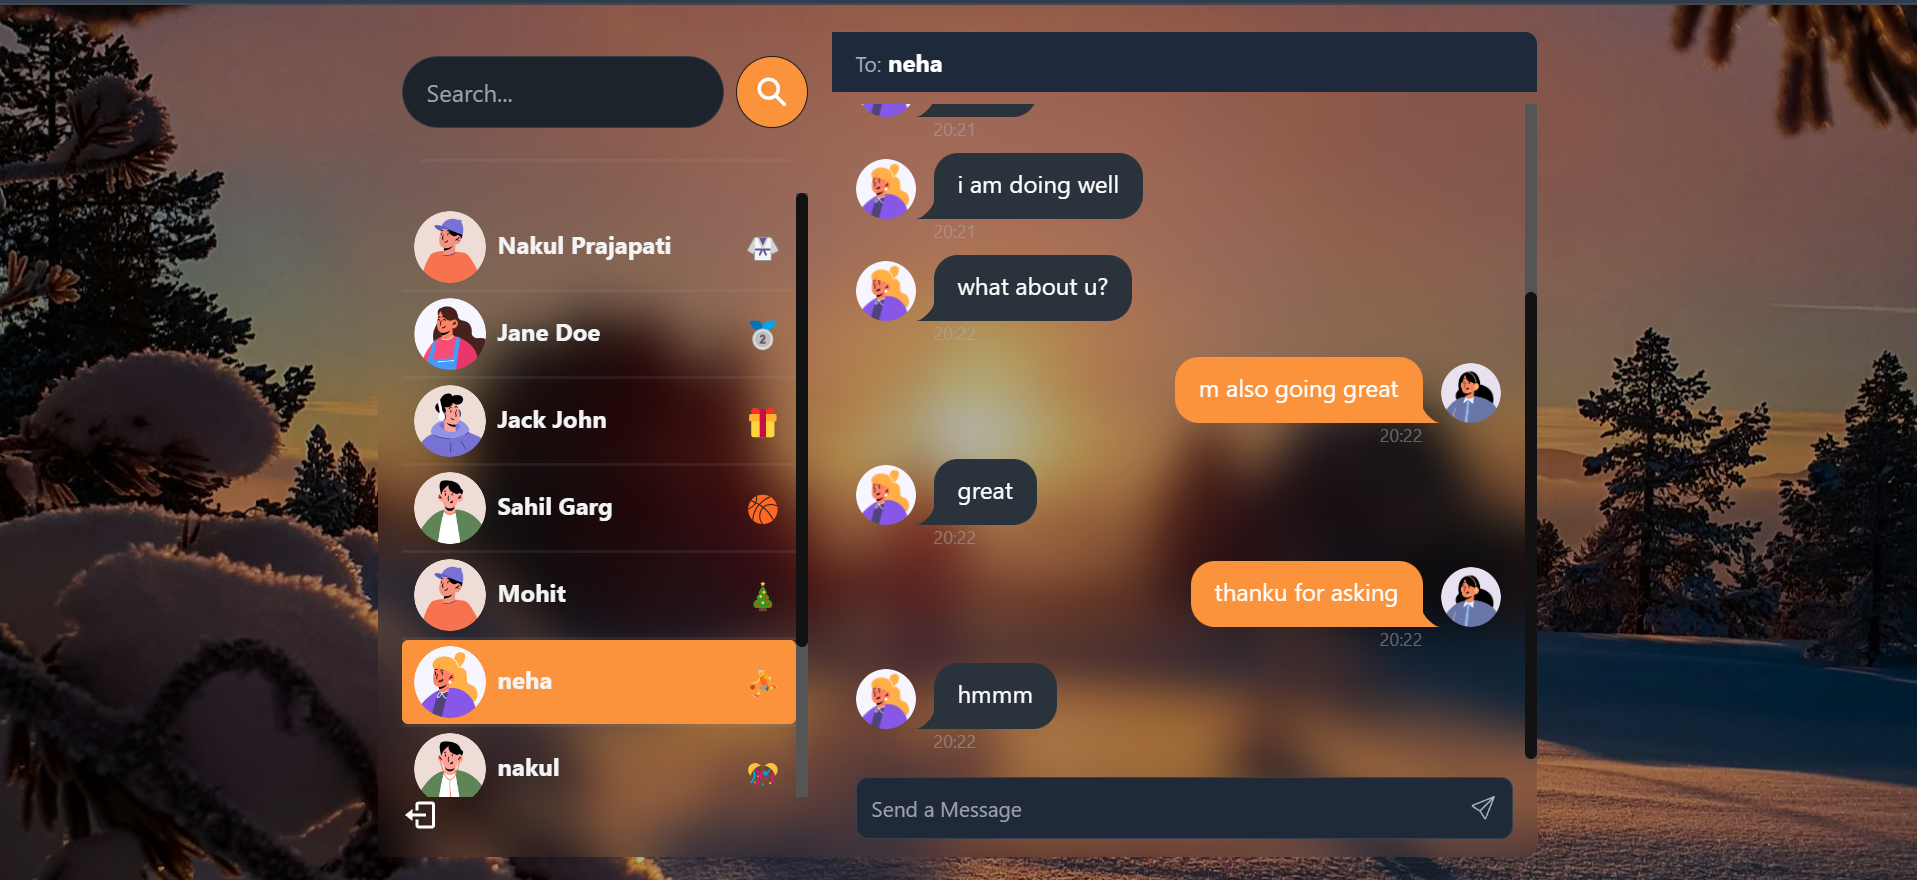 Search...
Nakul Prajapati
Jane Doe
2
Jack John
Sahil Garg
Mohit
neha
nakul
To: neha
20:21
i am doing well
20:21
what about u?
20:22
m also going great
20:22
great
20:22
thanku for asking
20:22
hmmm
20:22
Send a Message